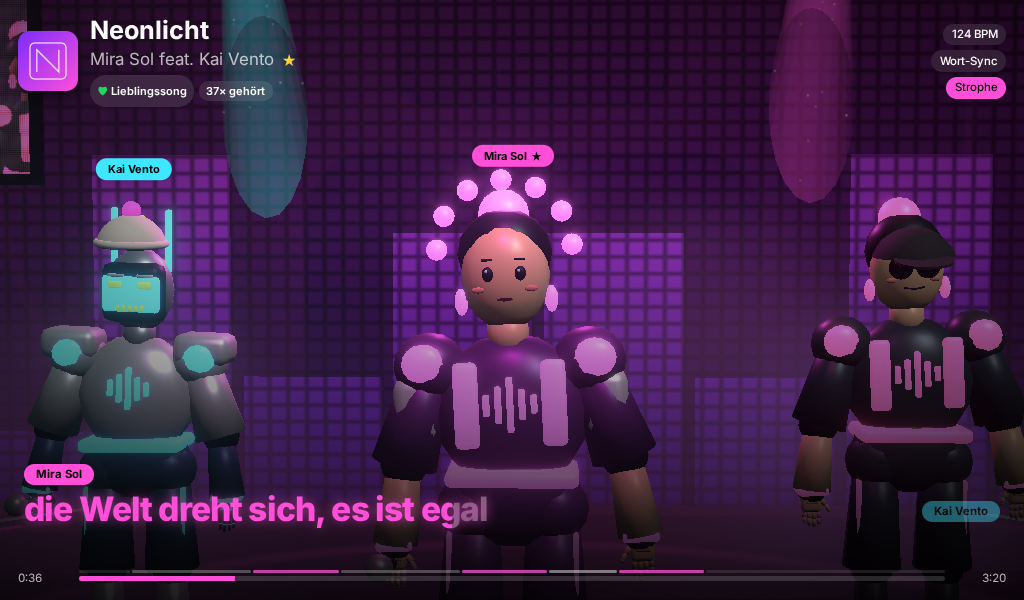 Neonlicht
Mira Sol feat. Kai Vento ★
♥ Lieblingssong
37× gehört
124 BPM
Wort-Sync
Strophe
N
Mira Sol ★
Kai Vento
Mira Sol
die Welt dreht sich, es ist egal
Kai Vento
0:36
3:20